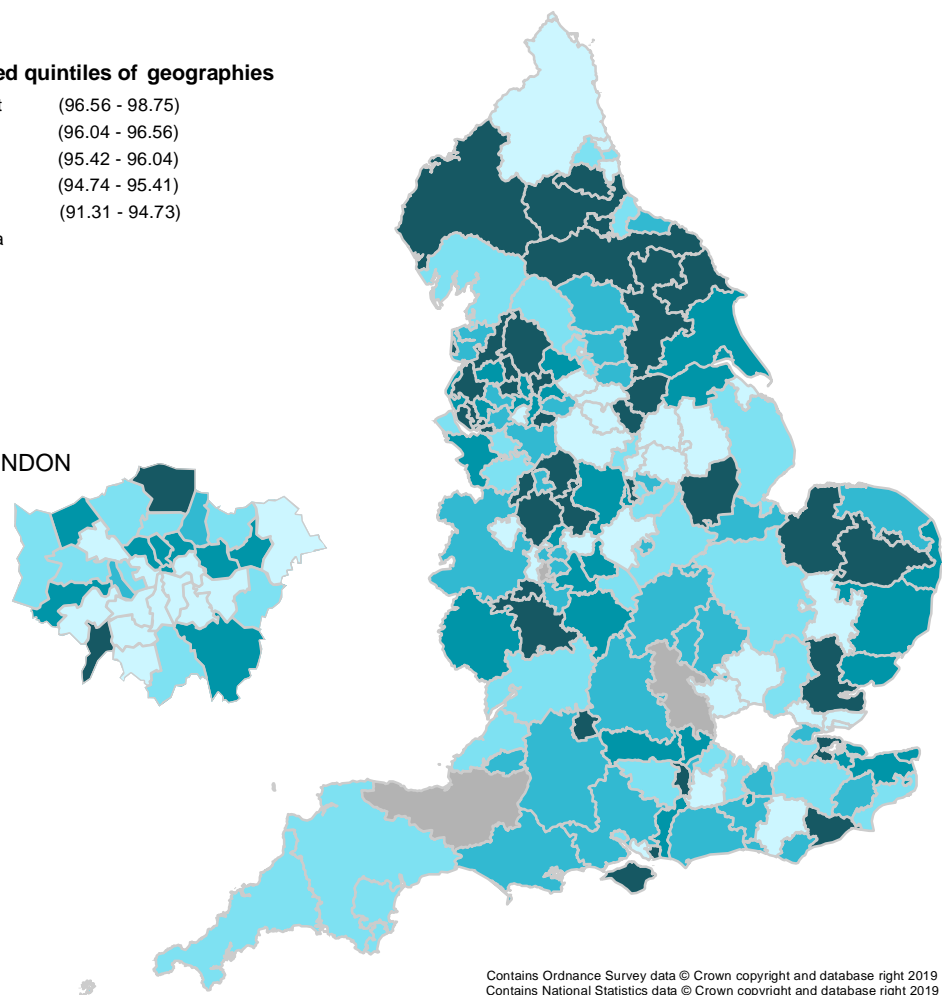 ed quintiles of geographies
t (96.56 - 98.75)
(96.04 - 96.56)
(95.42 - 96.04)
(94.74 - 95.41)
(91.31 - 94.73)
a
NDON
Contains Ordnance Survey data © Crown copyright and database right 2019
Contains National Statistics data © Crown copyright and database right 2019